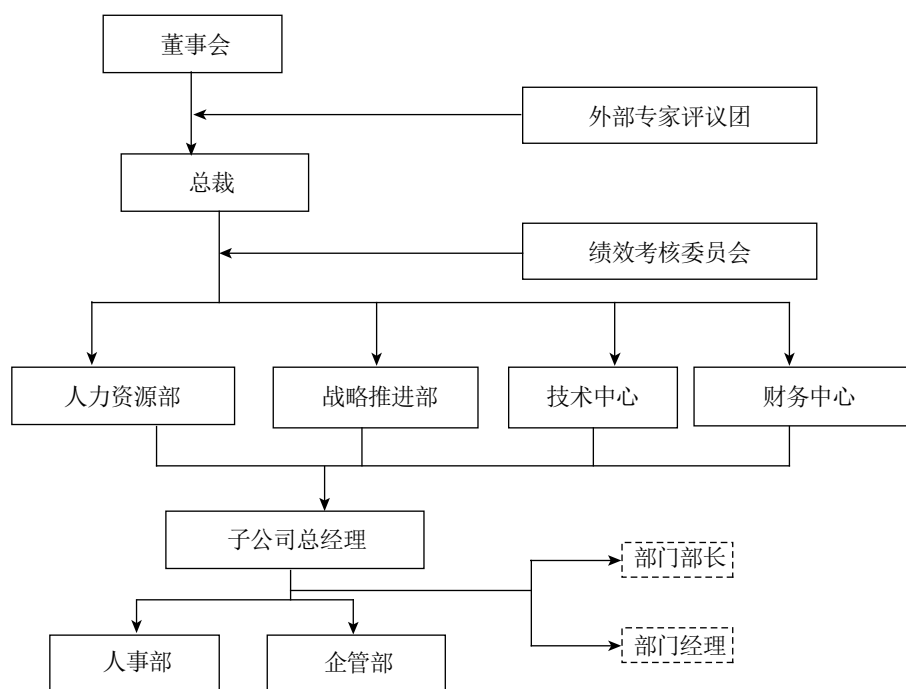 董事会
外部专家评议团
总裁
绩效考核委员会
人力资源部
战略推进部
技术中心
财务中心
子公司总经理
部门部长
部门经理
人事部
企管部